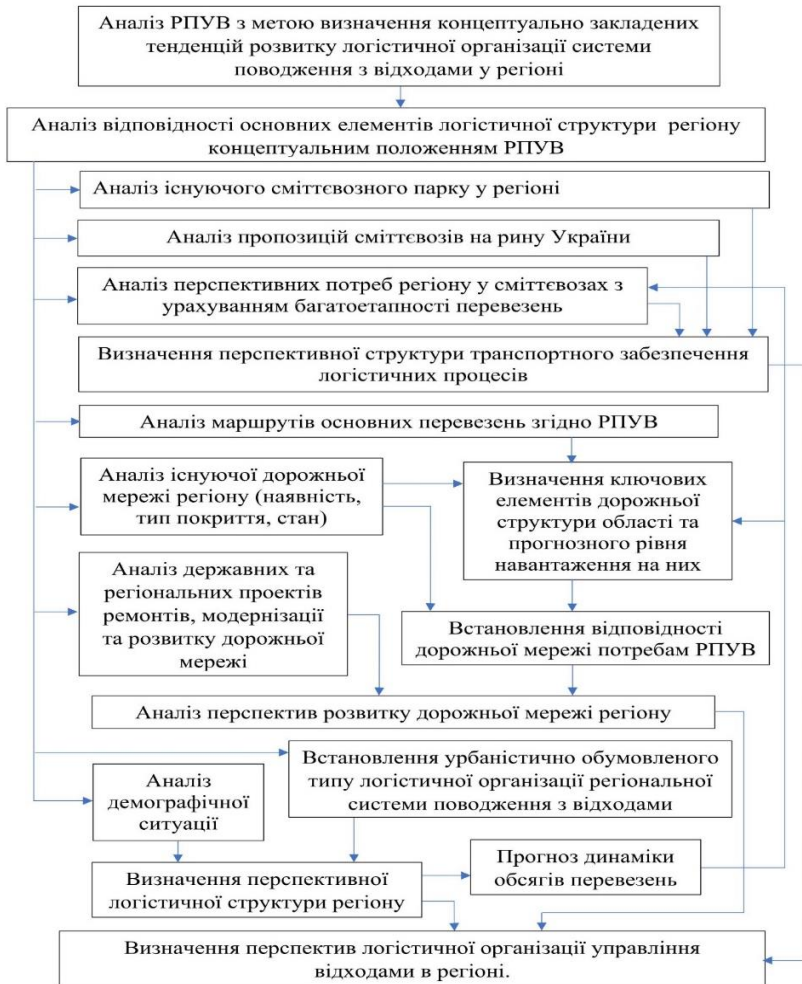 Аналіз РПУВ з метою визначення концептуально закладених
тенденцій розвитку логістичної організації системи
поводження з відходами у регіоні
Аналіз відповідності основних елементів логістичної структури регіону
концептуальним положенням РПУВ
Аналіз існуючого сміттєвозного парку у регіоні
Аналіз пропозицій сміттєвозів на рину України
Аналіз перспективних потреб регіону у сміттєвозах з
урахуванням багатоетапності перевезень
Визначення перспективної структури транспортного забезпечення
логістичних процесів
Аналіз маршрутів основних перевезень згідно РПУВ
Аналіз існуючої дорожньої
мережі регіону (наявність,
тип покриття, стан)
Визначення ключових
елементів дорожньої
структури області та
прогнозного рівня
навантаження на них
Аналіз державних та
регіональних проектів
ремонтів, модернізації
та розвитку дорожньої
мережі
Встановлення відповідності
дорожньої мережі потребам РПУВ
Аналіз перспектив розвитку дорожньої мережі регіону
Встановлення урбаністично обумовленого
типу логістичної організації регіональної
системи поводження з відходами
Аналіз
демографічної
ситуації
Визначення перспективної
логістичної структури регіону
Прогноз динаміки
обсягів перевезень
Визначення перспектив логістичної організації управління
відходами в регіоні.